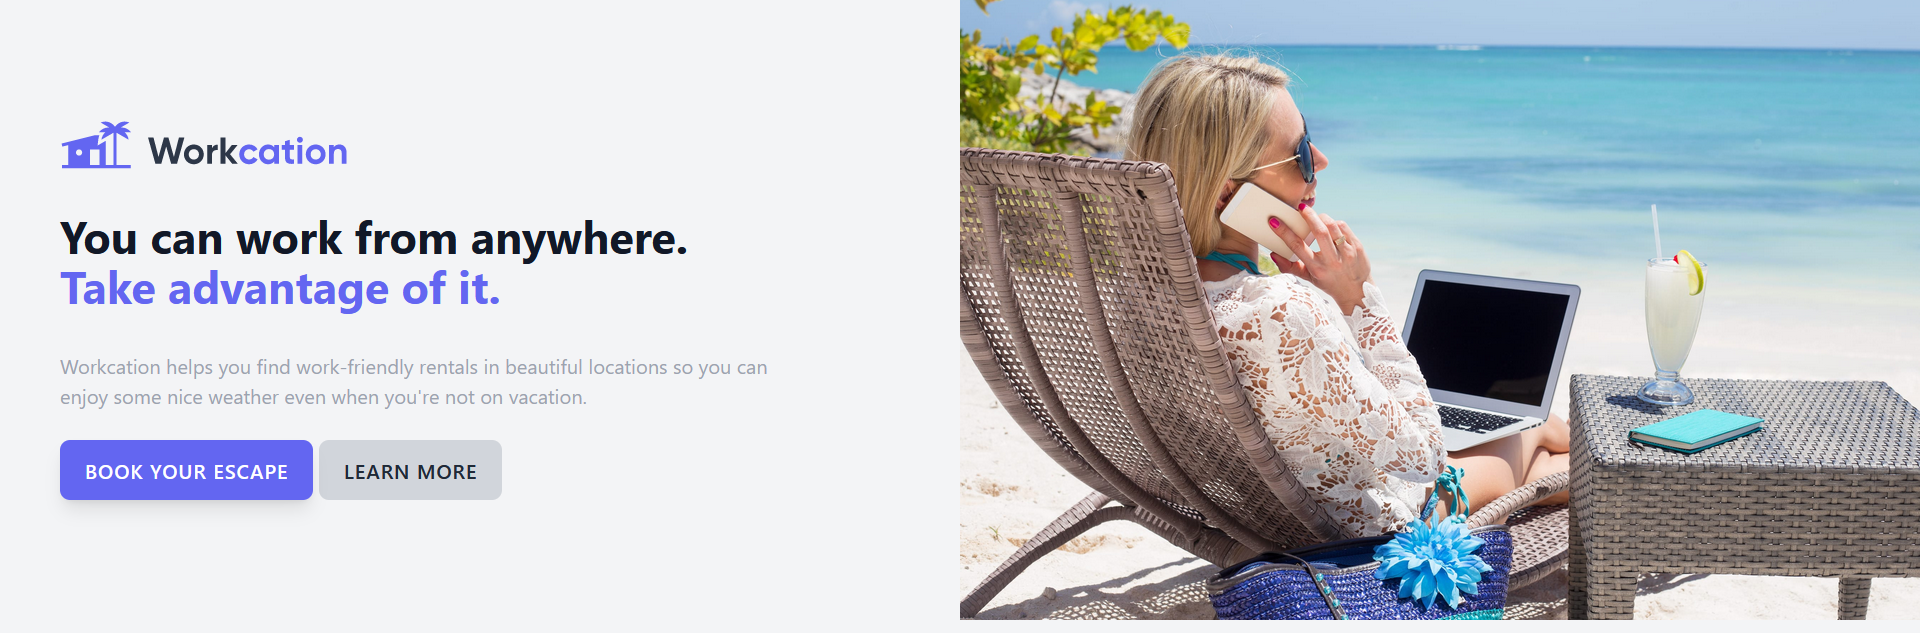 Workcation
You can work from anywhere.
Take advantage of it.
Workcation helps you find work-friendly rentals in beautiful locations so you can
enjoy some nice weather even when you're not on vacation.
BOOK YOUR ESCAPE LEARN MORE